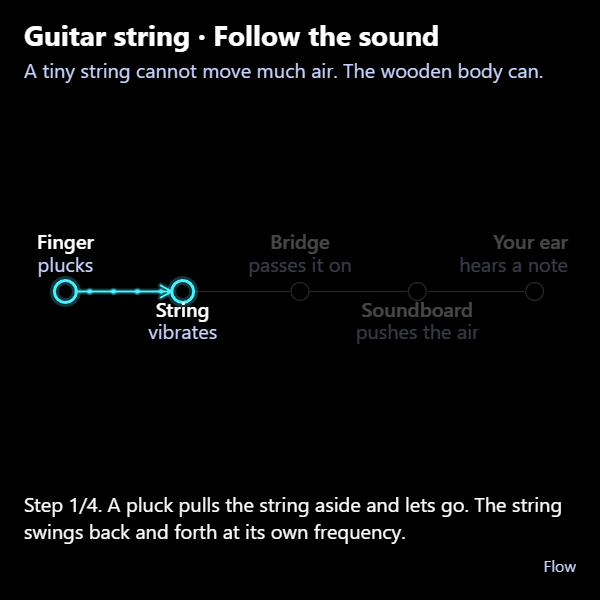 Guitar string · Follow the sound
A tiny string cannot move much air. The wooden body can.
Finger
plucks
String
vibrates
Bridge
passes it on
Soundboard
pushes the air
Your ear
hears a note
Step 1/4. A pluck pulls the string aside and lets go. The string
swings back and forth at its own frequency.
Flow